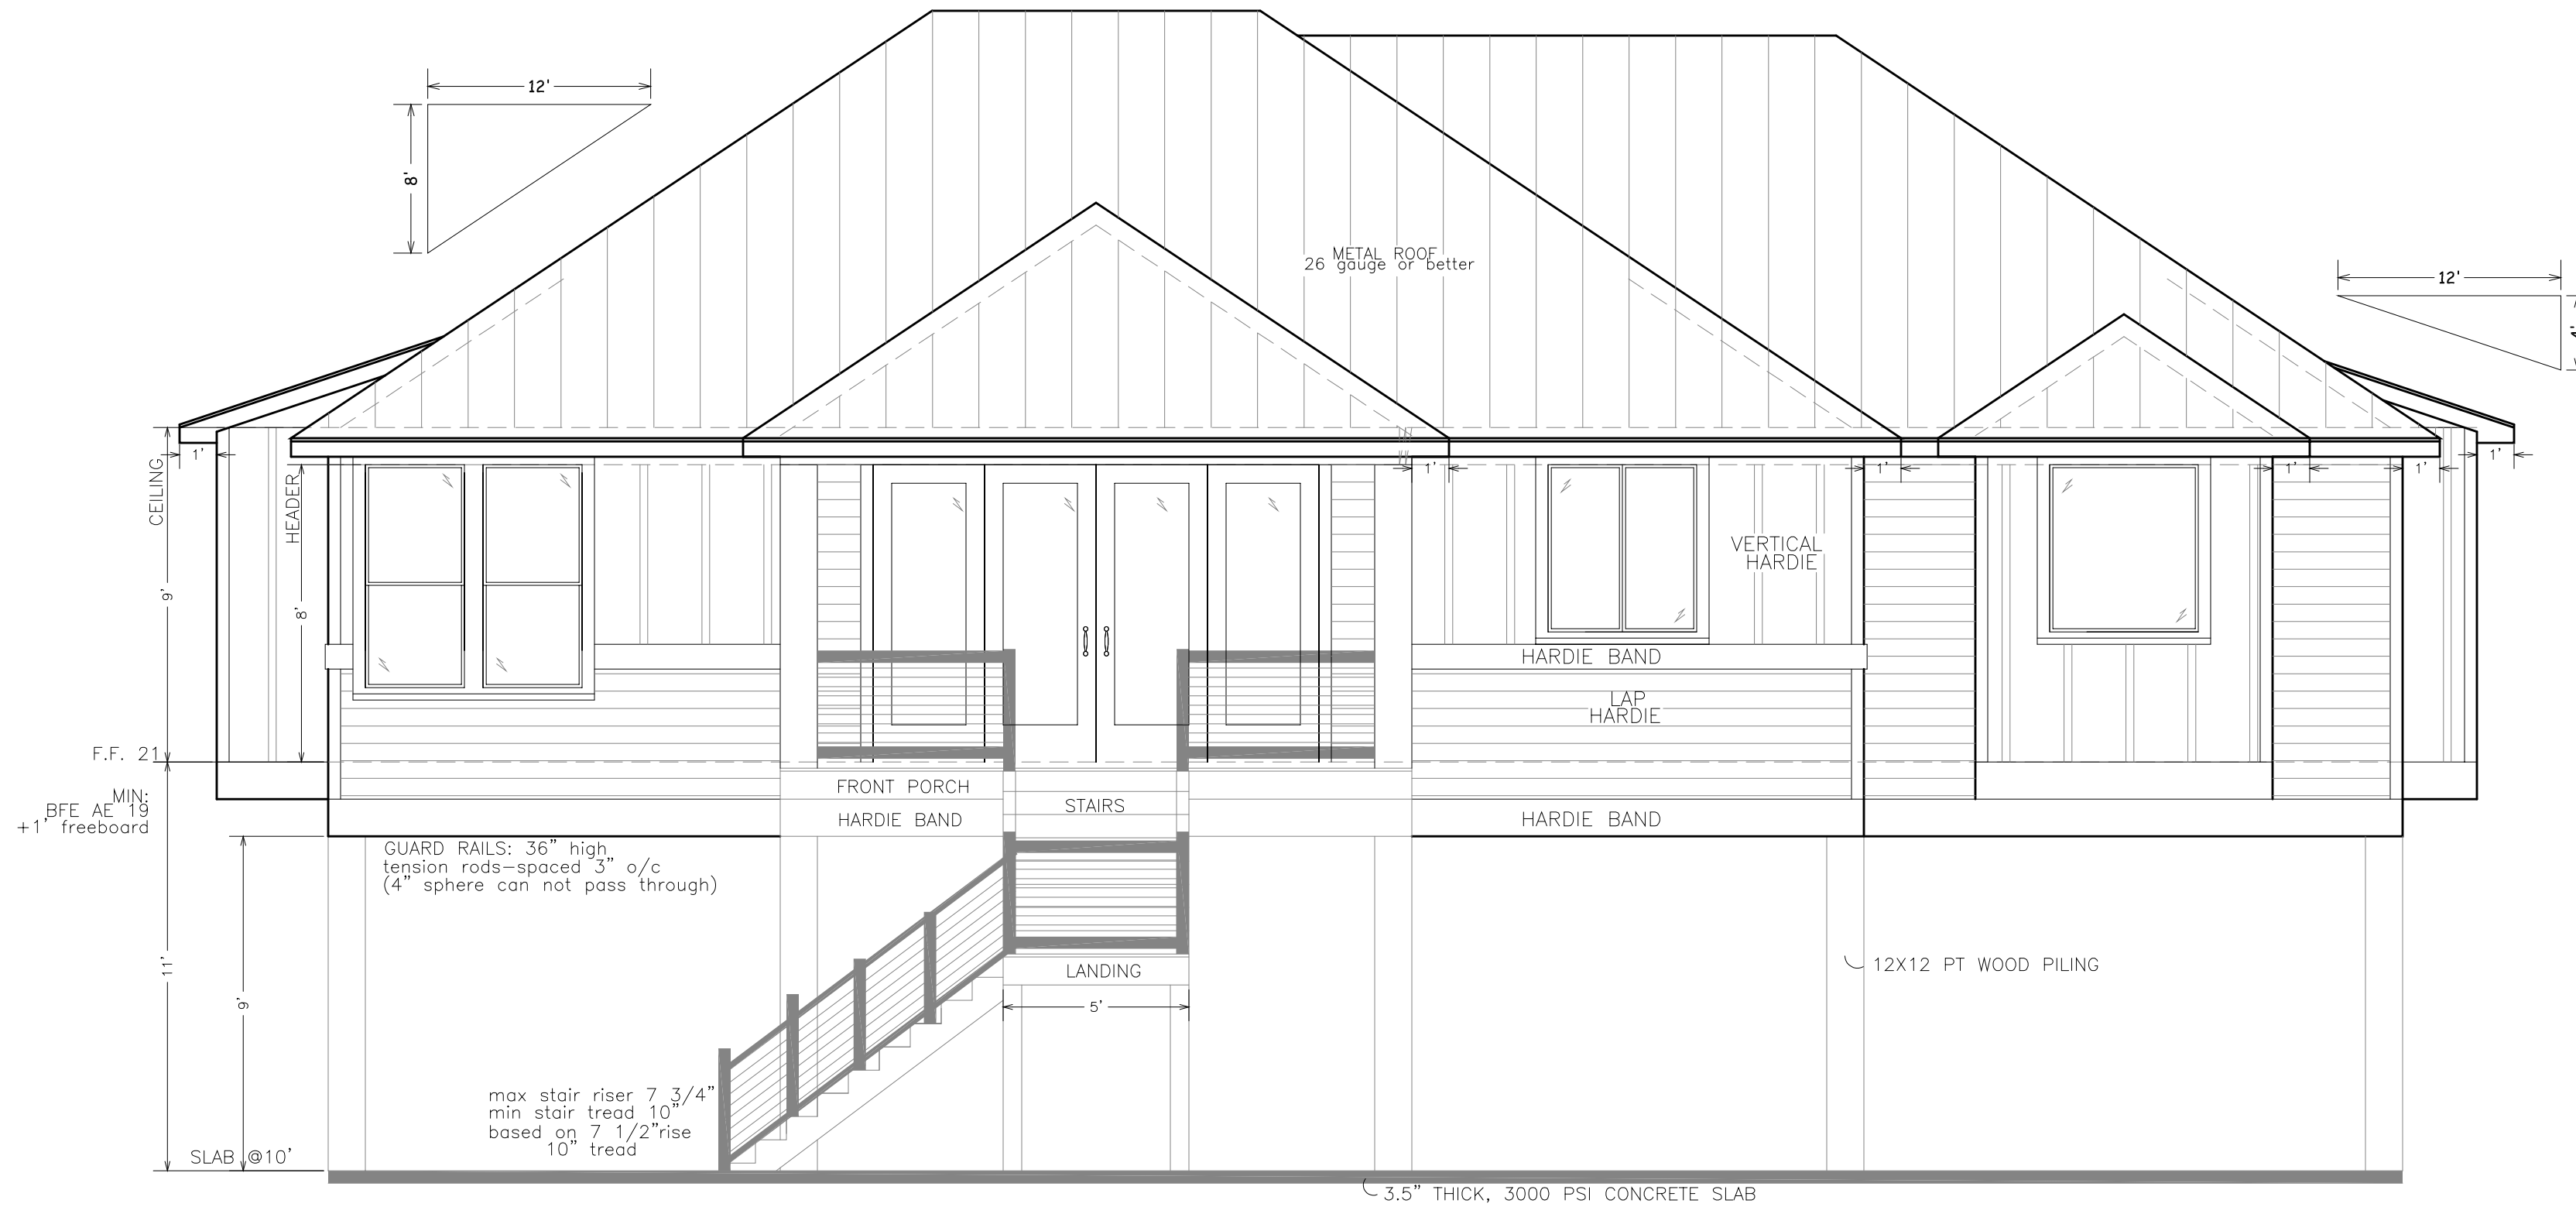 12'
8'
METAL ROOF
26 gauge or better
12'
4'
1'
1'
1'
1'
1'
1'
CEILING
9'
HEADER
8'
VERTICAL
HARDIE
HARDIE BAND
LAP
HARDIE
F.F. 21
MIN:
BFE AE 19
+1' freeboard
FRONT PORCH
STAIRS
HARDIE BAND
HARDIE BAND
GUARD RAILS: 36" high
tension rods-spaced 3" o/c
(4" sphere can not pass through)
11'
9'
LANDING
5'
12X12 PT WOOD PILING
max stair riser 7 3/4"
min stair tread 10"
based on 7 1/2"rise
10" tread
SLAB @10'
3.5" THICK, 3000 PSI CONCRETE SLAB